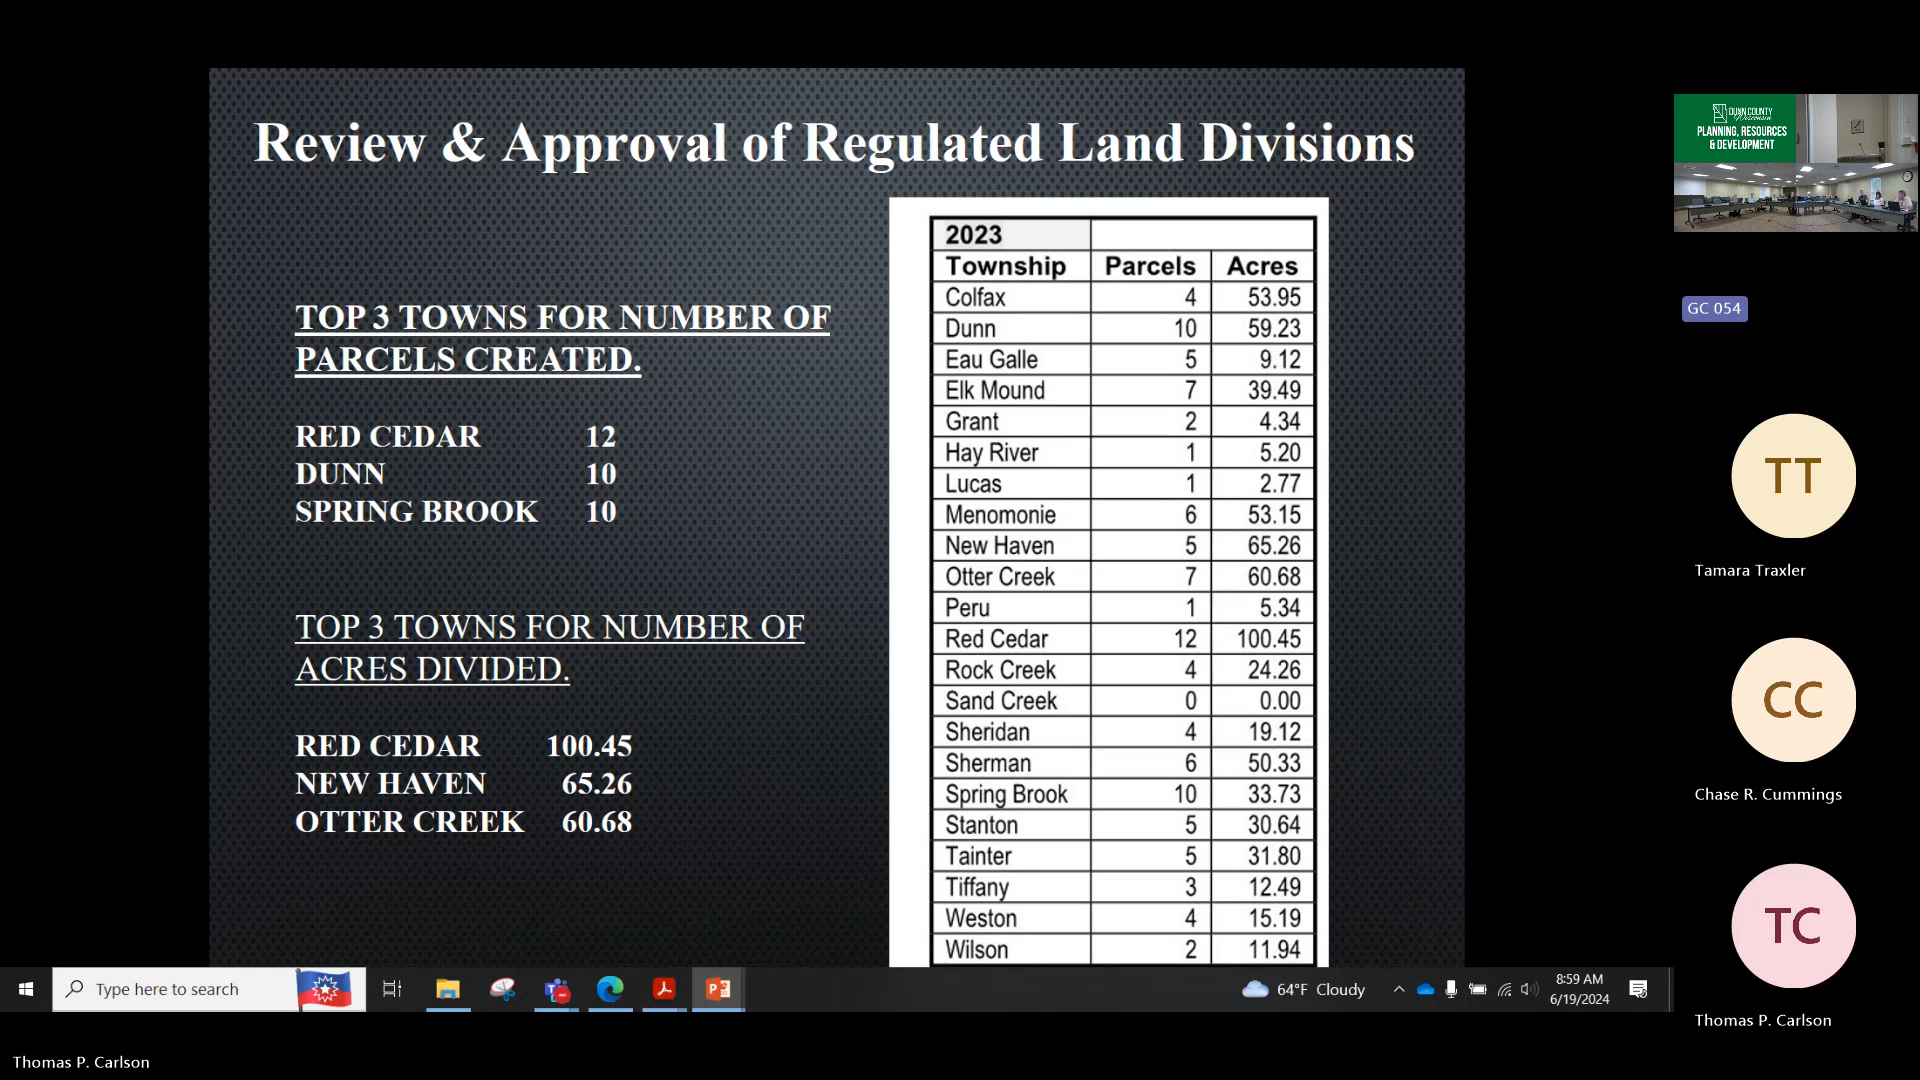 Review & Approval of Regulated Land Divisions
TOP 3 TOWNS FOR NUMBER OF
PARCELS CREATED.
RED CEDAR 12
DUNN 10
SPRING BROOK 10
TOP 3 TOWNS FOR NUMBER OF
ACRES DIVIDED.
RED CEDAR 100.45
NEW HAVEN 65.26
OTTER CREEK 60.68
2023
Township Parcels Acres
Colfax 4 53.95
Dunn 10 59.23
Eau Galle 5 9.12
Elk Mound 7 39.49
Grant 2 4.34
Hay River 1 5.20
Lucas 1 2.77
Menomonie 6 53.15
New Haven 5 65.26
Otter Creek 7 60.68
Peru 1 5.34
Red Cedar 12 100.45
Rock Creek 4 24.26
Sand Creek 0 0.00
Sheridan 4 19.12
Sherman 6 50.33
Spring Brook 10 33.73
Stanton 5 30.64
Tainter 5 31.80
Tiffany 3 12.49
Weston 4 15.19
Wilson 2 11.94
Type here to search
64°F Cloudy
8:59 AM
6/19/2024
DUNN COUNTY
Wisconsin
PLANNING, RESOURCES
& DEVELOPMENT
GC 054
TT
Tamara Traxler
CC
Chase R. Cummings
TC
Thomas P. Carlson
Thomas P. Carlson